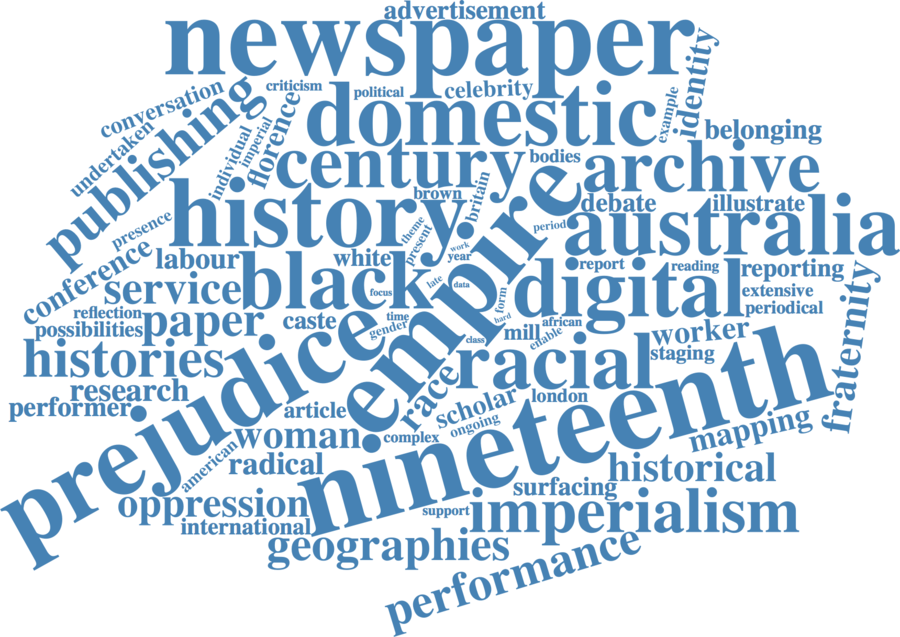 advertisement
newspaper
criticism
political
celebrity
identity
conversation
publishing
undertaken
individual
imperial
florence
domestic
example
belonging
century
bodies
archive
history
brown
britain
empire
debate
illustrate
presence
theme
present
period
australia
conference
labour
white
work
year
report
reading
reporting
service
black
focus
late
data
form
digital
extensive
periodical
fraternity
reflection
possibilities
paper
caste
time
gender
hard
class
mill
african
enable
worker
staging
histories
prejudice
racial
race
research
performer
article
scholar
ongoing
london
nineteenth
mapping
american
woman
complex
radical
historical
surfacing
oppression
international
support
imperialism
geographies
performance